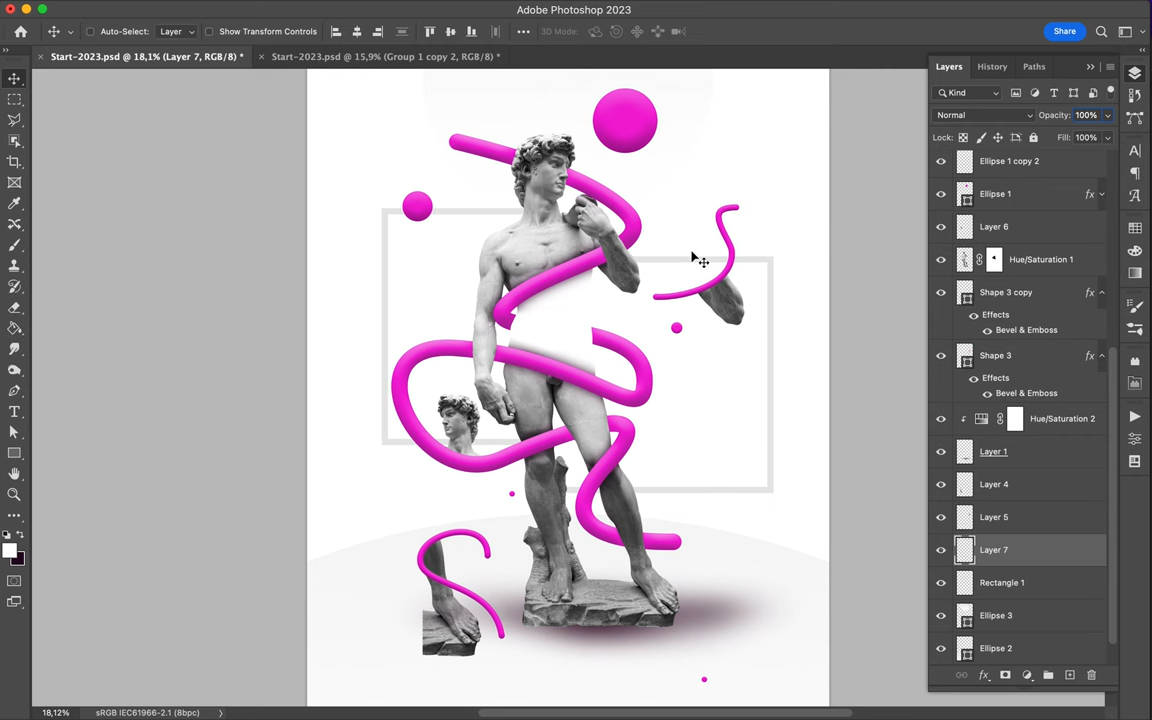 Adobe Photoshop 2023
Auto-Select: Layer Show Transform Controls 3D Mode: Share
Start-2023.psd @ 18,1% (Layer 7, RGB/8) * Start-2023.psd @ 15,9% (Group 1 copy 2, RGB/8) *
Layers History Paths
Kind
Normal Opacity: 100%
Lock: Fill: 100%
Ellipse 1 copy 2
Ellipse 1 fx
Layer 6
Hue/Saturation 1
Shape 3 copy fx
Effects
Bevel & Emboss
Shape 3 fx
Effects
Bevel & Emboss
Hue/Saturation 2
Layer 1
Layer 4
Layer 5
Layer 7
Rectangle 1
Ellipse 3
Ellipse 2
fx
18,12% sRGB IEC61966-2.1 (8bpc)